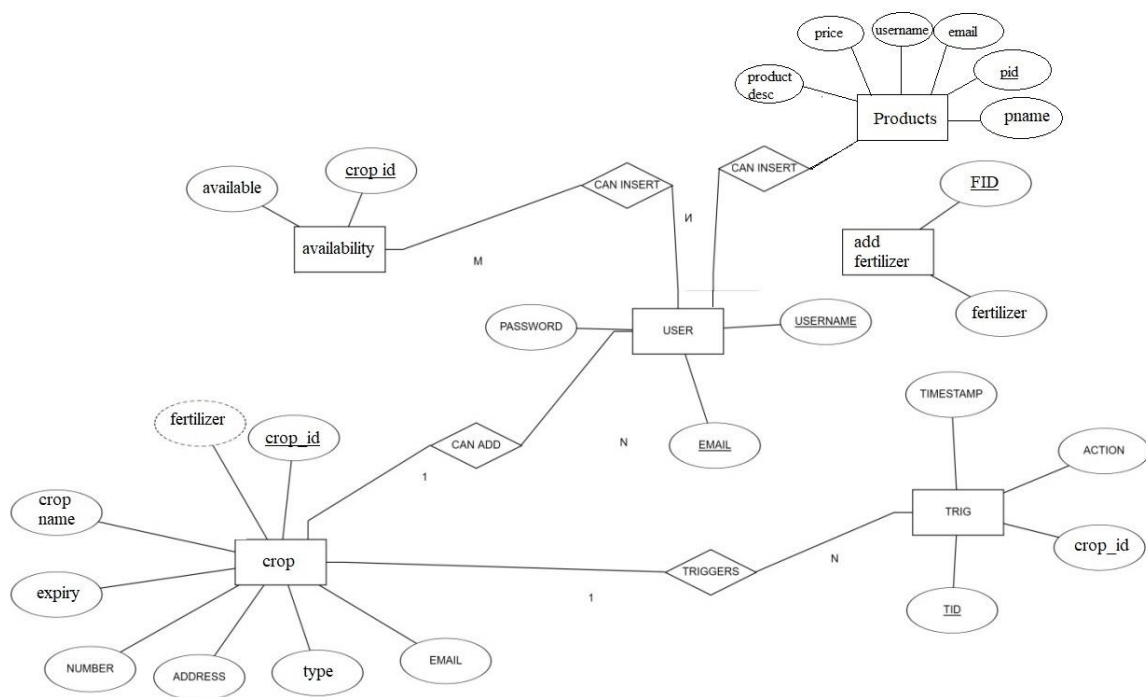 price
username
email
product
desc
pid
Products
pname
CAN INSERT
CAN INSERT
available
crop id
FID
availability
add
fertilizer
M
И
fertilizer
PASSWORD
USER
USERNAME
fertilizer
crop_id
CAN ADD
N
EMAIL
1
TIMESTAMP
ACTION
crop
name
TRIG
crop
crop_id
expiry
TRIGGERS
N
1
TID
NUMBER
ADDRESS
type
EMAIL